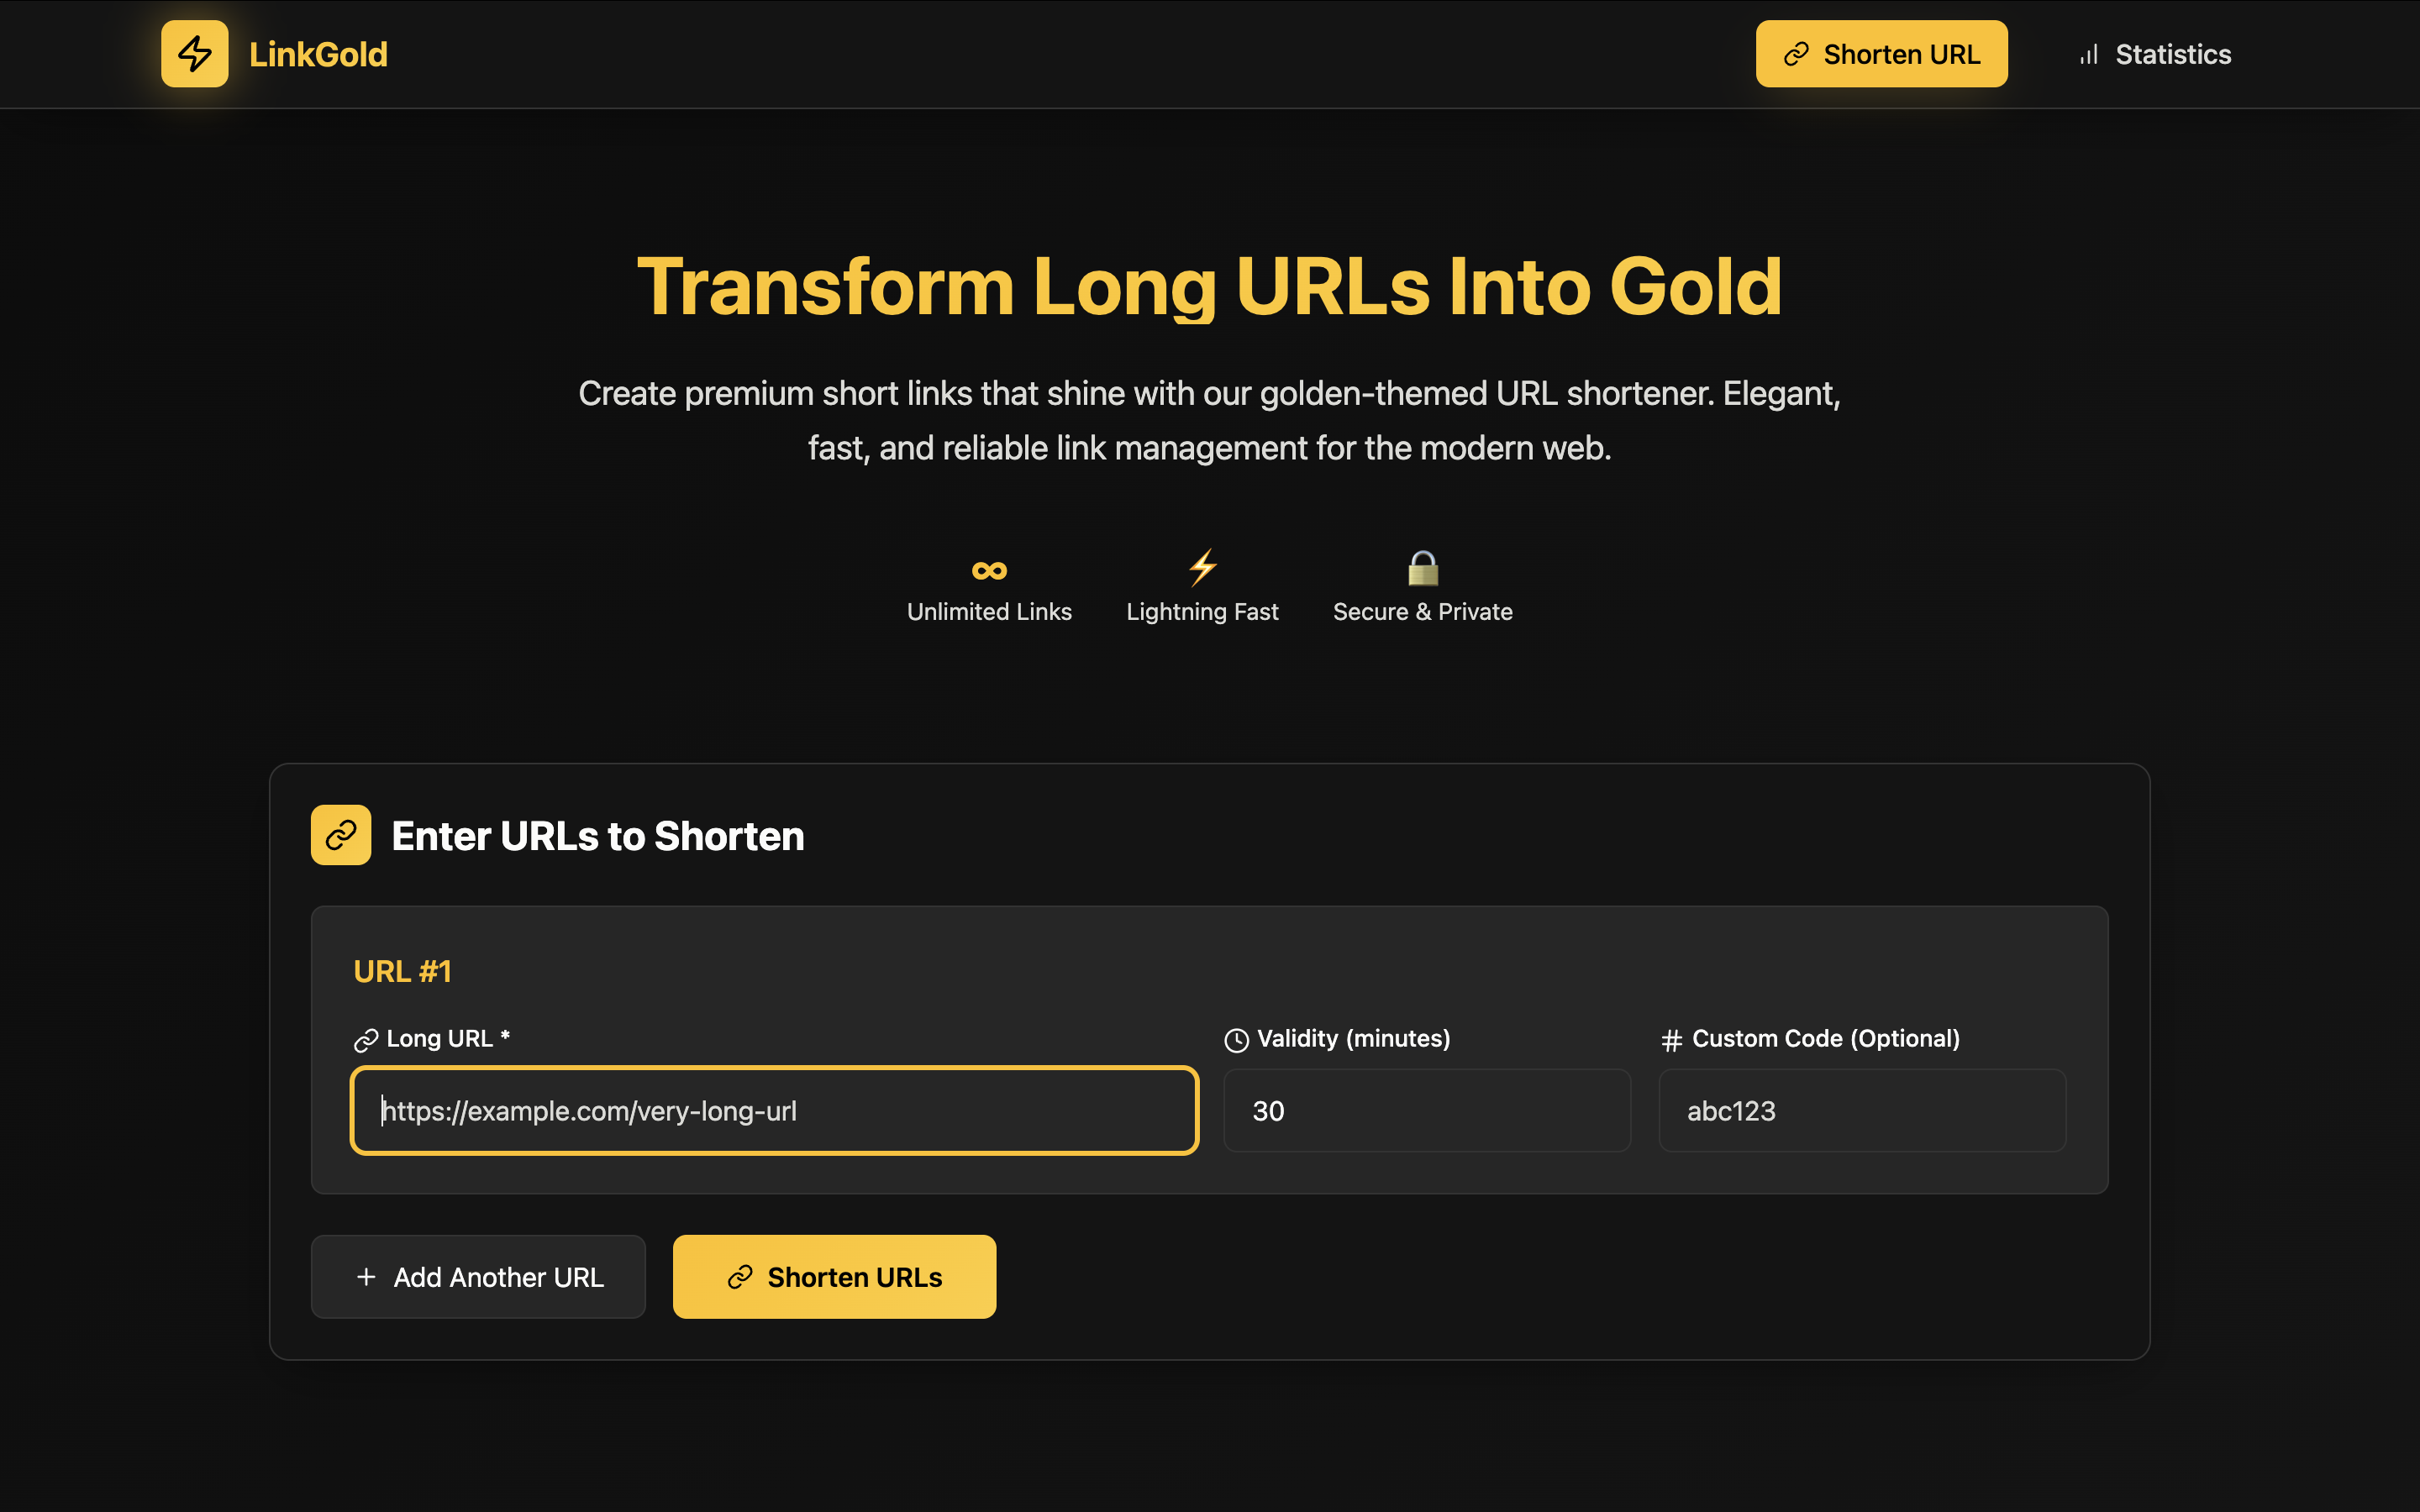 LinkGold
Shorten URL
Statistics
Transform Long URLs Into Gold
Create premium short links that shine with our golden-themed URL shortener. Elegant,
fast, and reliable link management for the modern web.
Unlimited Links
Lightning Fast
Secure & Private
Enter URLs to Shorten
URL #1
Long URL *
Validity (minutes)
# Custom Code (Optional)
https://example.com/very-long-url
30
abc123
+ Add Another URL
Shorten URLs